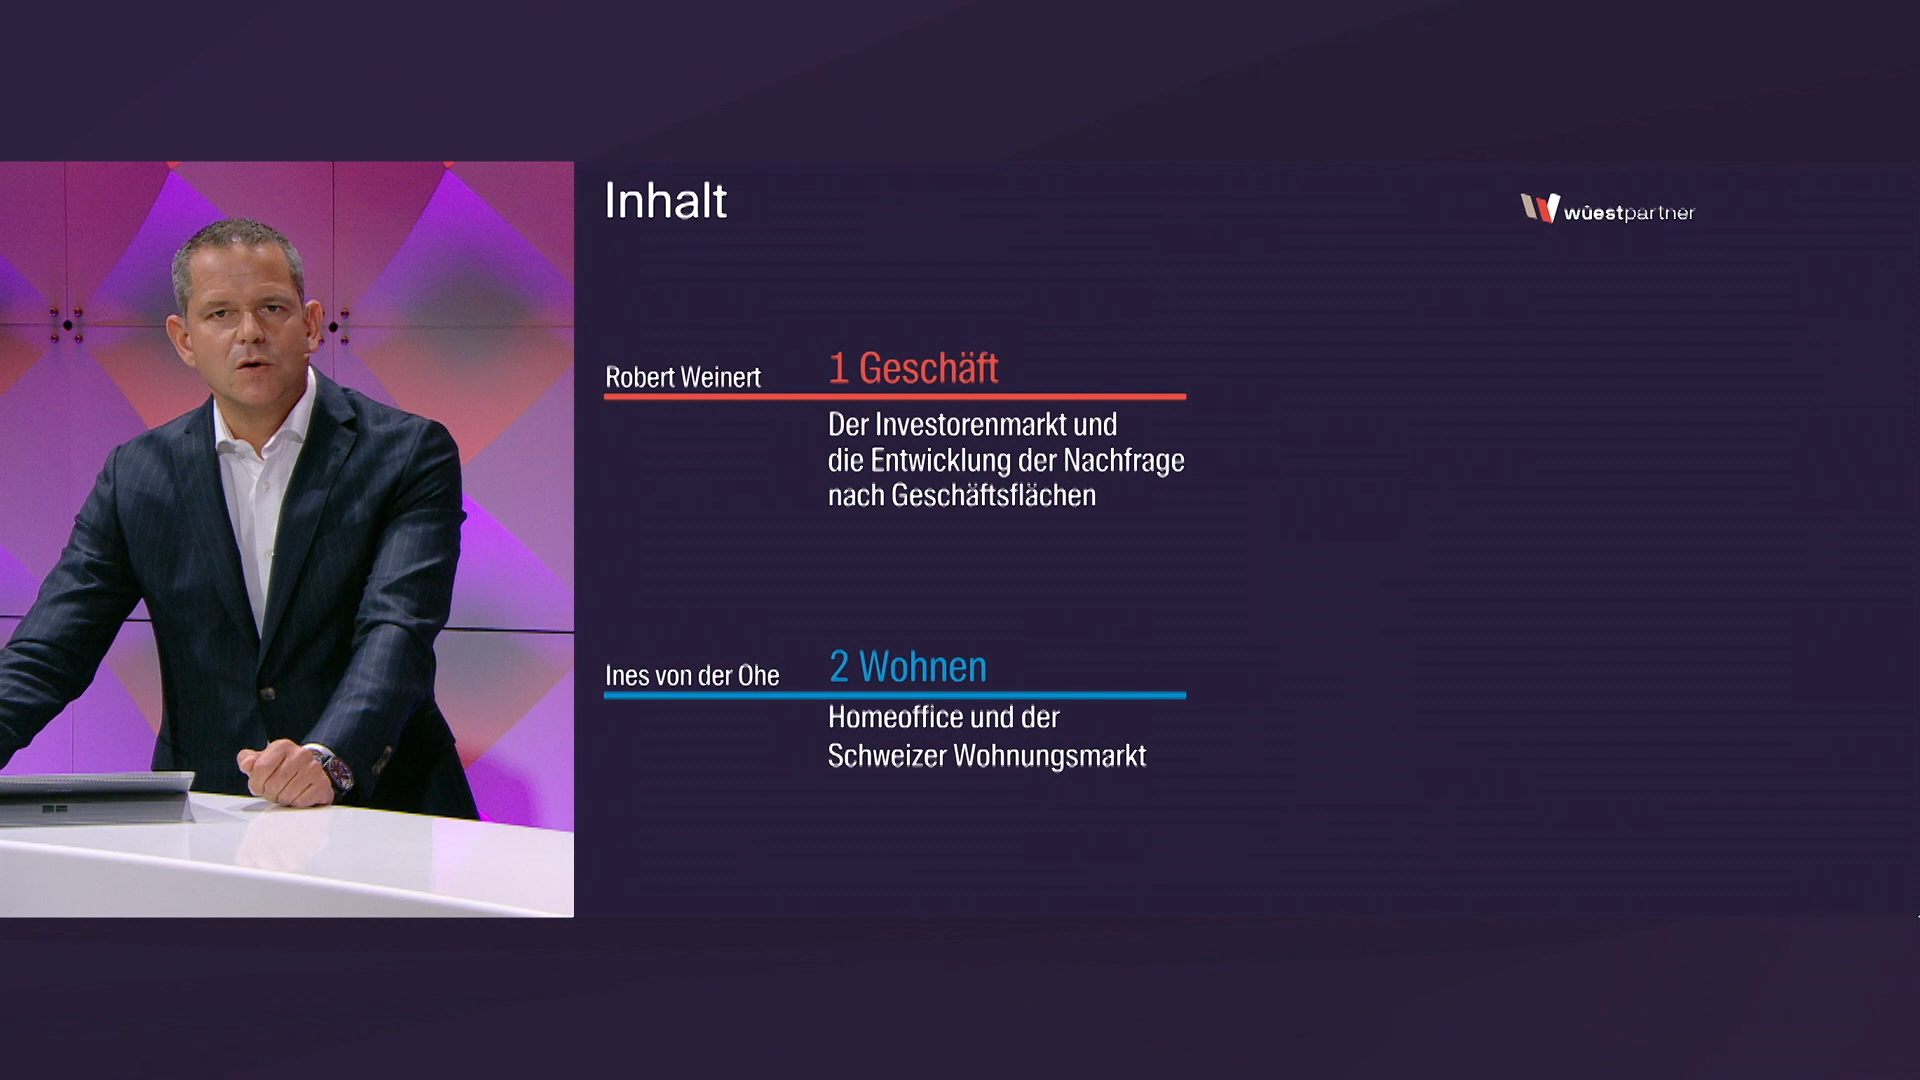 Inhalt
wüestpartner
Robert Weinert
1 Geschäft
Der Investorenmarkt und
die Entwicklung der Nachfrage
nach Geschäftsflächen
Ines von der Ohe
2 Wohnen
Homeoffice und der
Schweizer Wohnungsmarkt